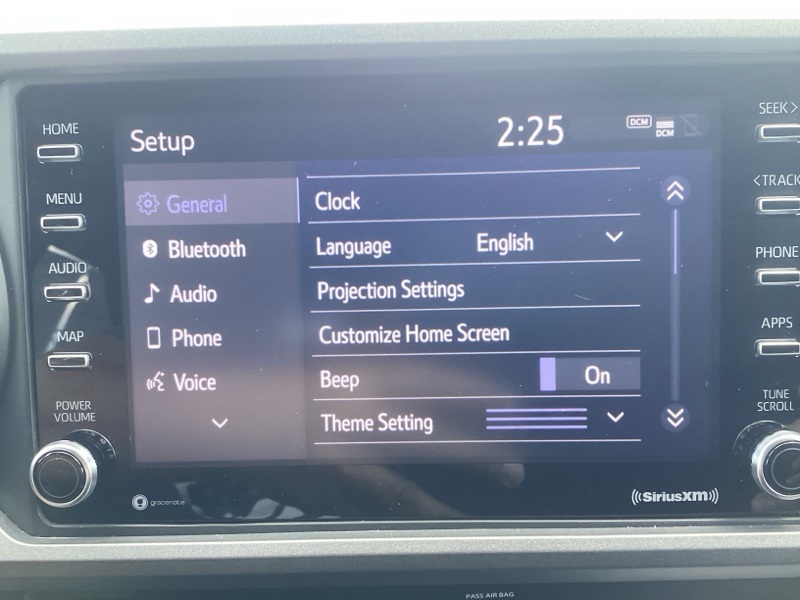 HOME
MENU
AUDIO
MAP
POWER
VOLUME
Setup
2:25
DCM
DCM
General
Bluetooth
Audio
Phone
Voice
Clock
Language English
Projection Settings
Customize Home Screen
Beep On
Theme Setting
gracenote
((SiriusXM))
SEEK >
< TRACK
PHONE
APPS
TUNE
SCROLL
PASS AIR BAG